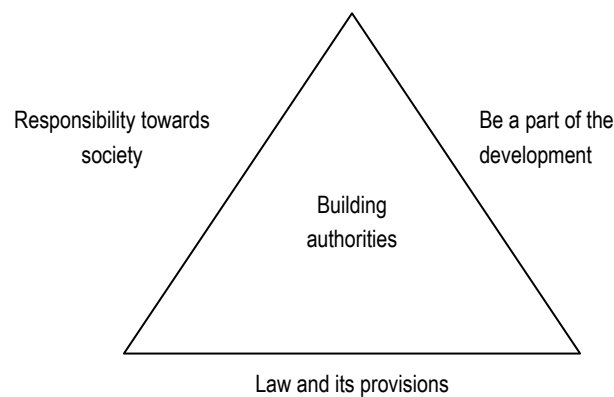 Responsibility towards
society
Be a part of the
development
Building
authorities
Law and its provisions